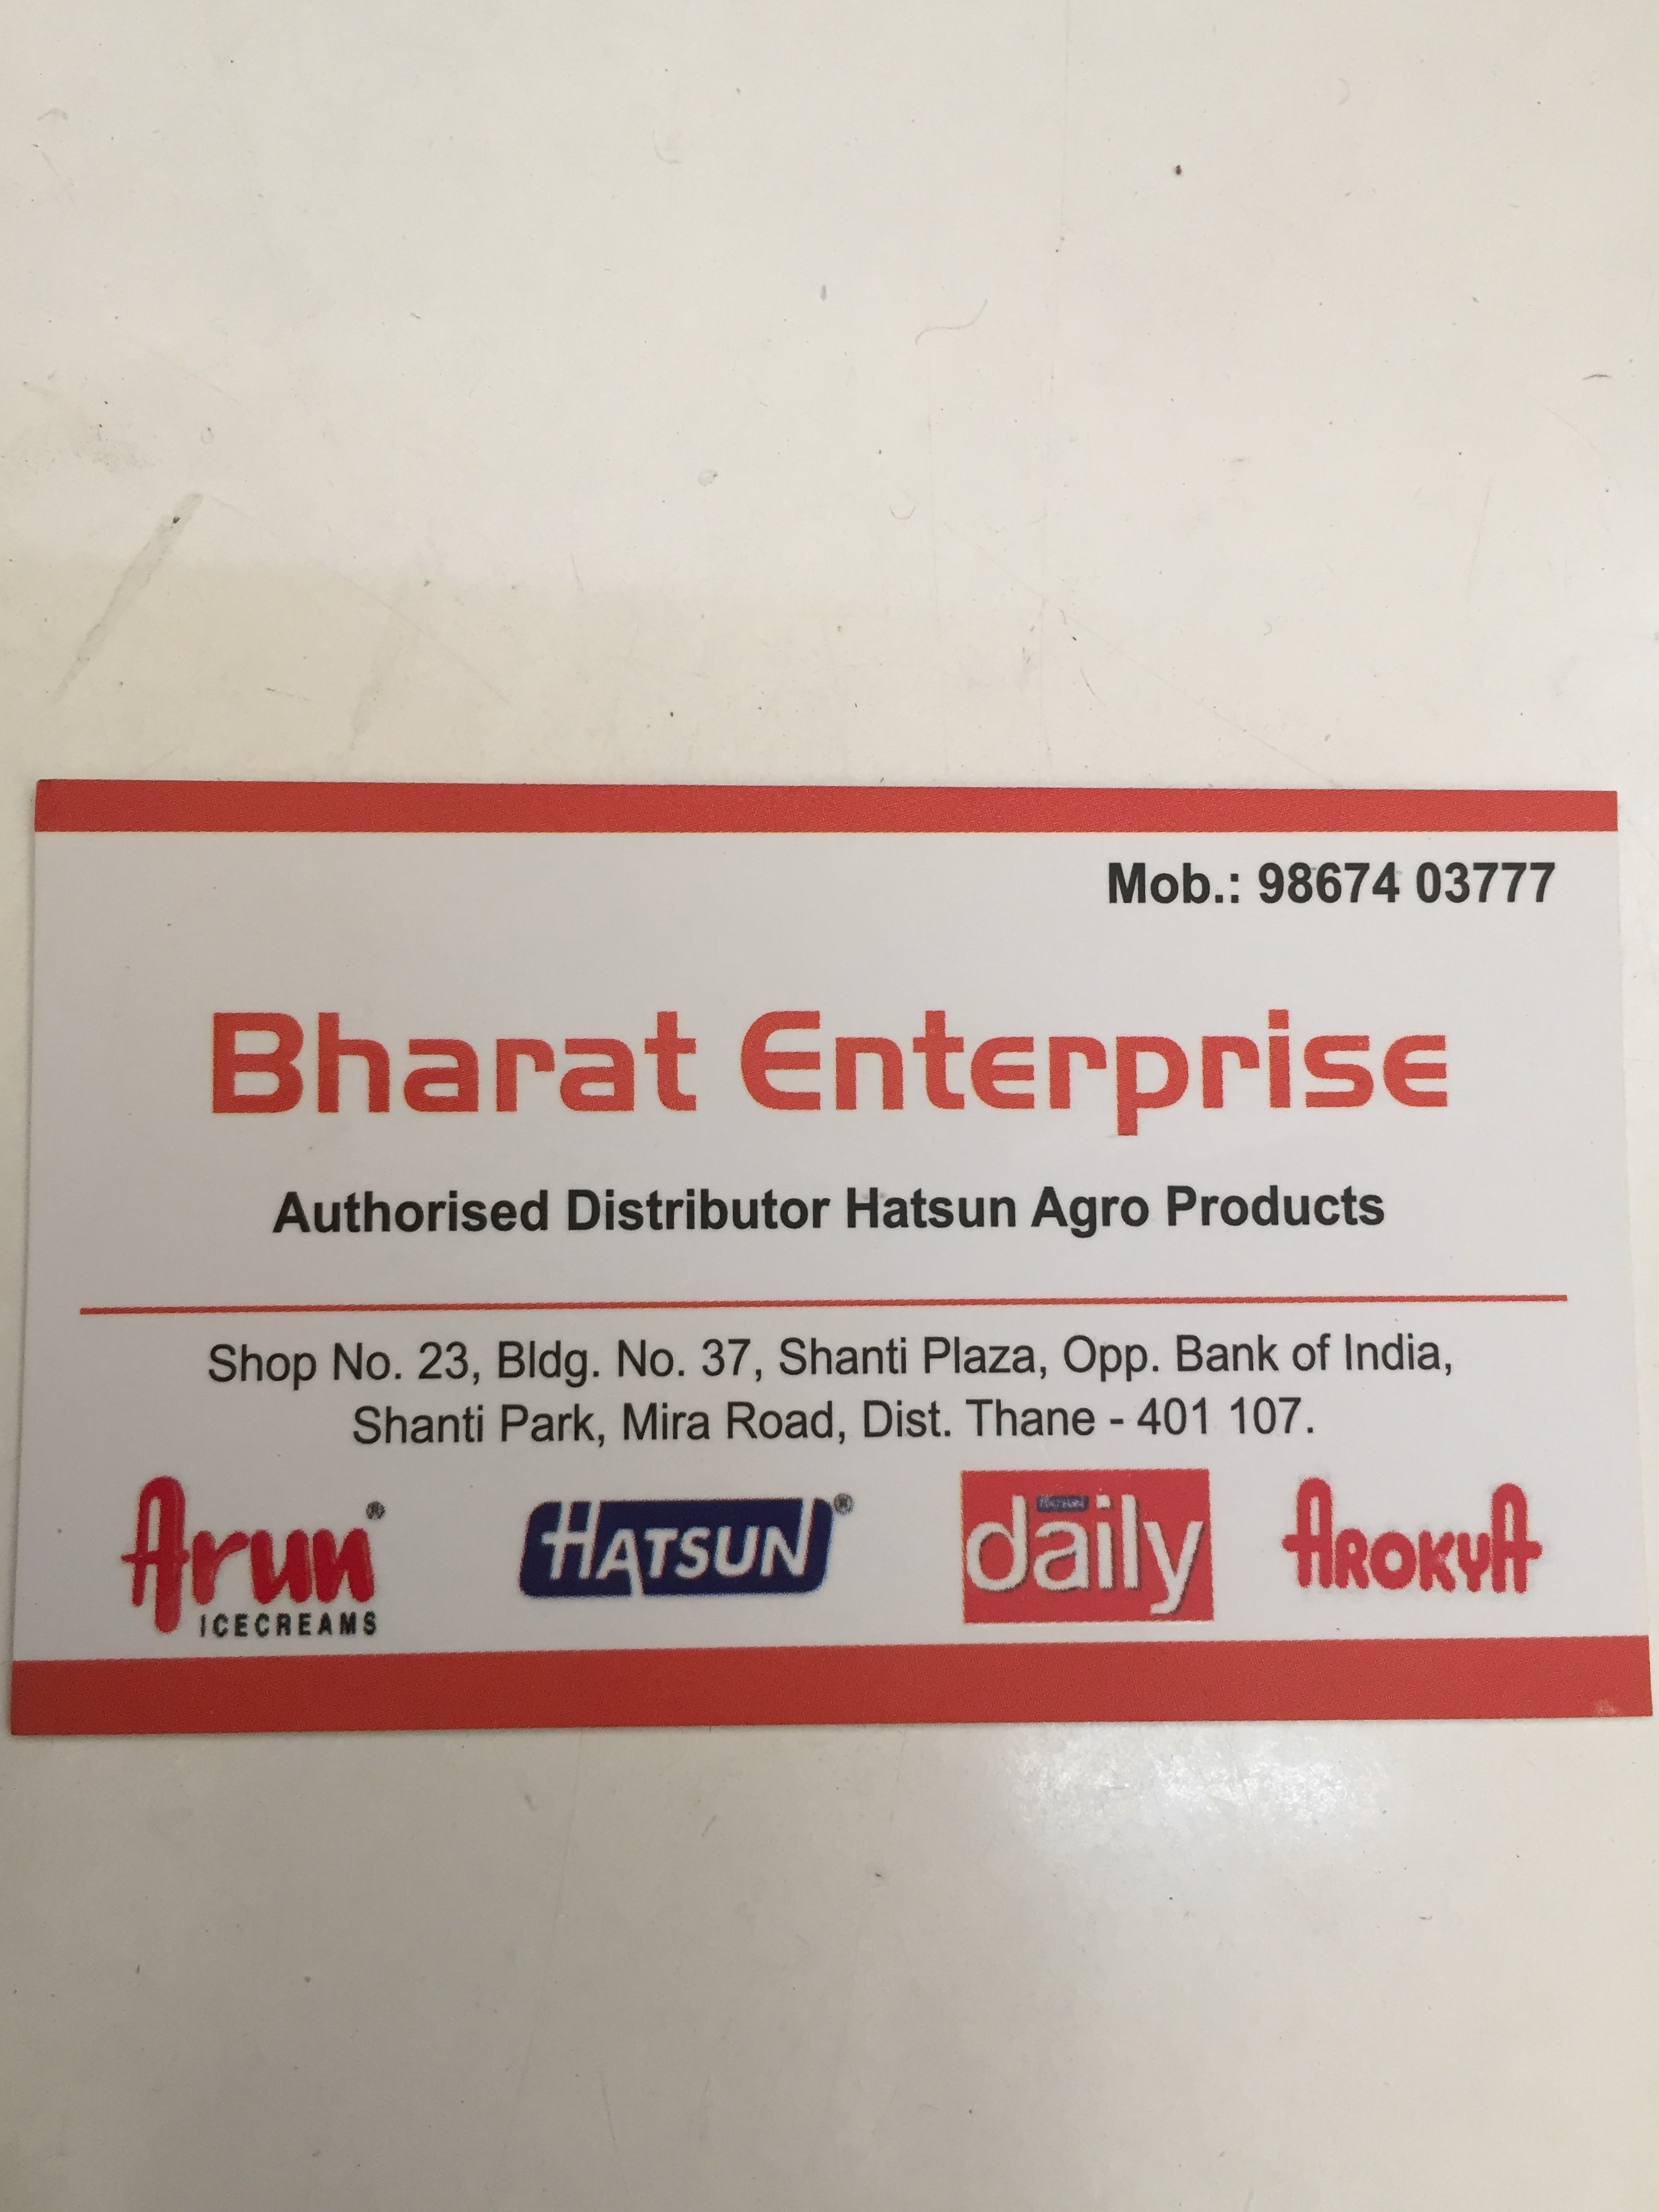 Mob.: 98674 03777
Bharat Enterprise
Authorised Distributor Hatsun Agro Products
Shop No. 23, Bldg. No. 37, Shanti Plaza, Opp. Bank of India,
Shanti Park, Mira Road, Dist. Thane - 401 107.
Arun®
ICECREAMS
HATSUN®
HATSUN
daily
AROKYA